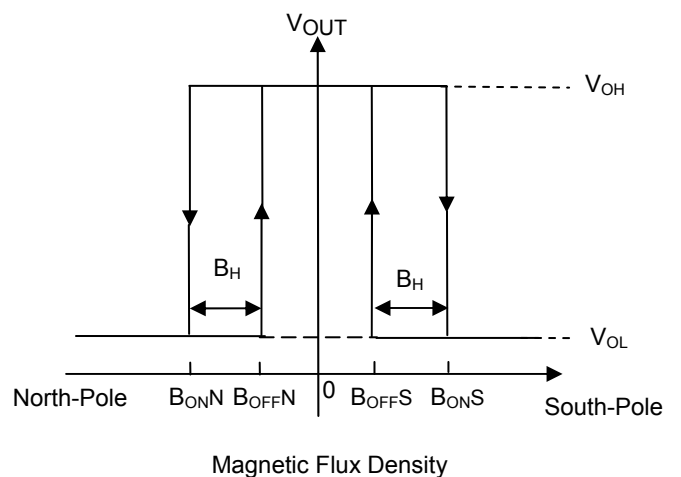 VOUT
VOH
BH
BH
VOL
North-Pole
BONN
BOFFN
0
BOFFS
BONS
South-Pole
Magnetic Flux Density